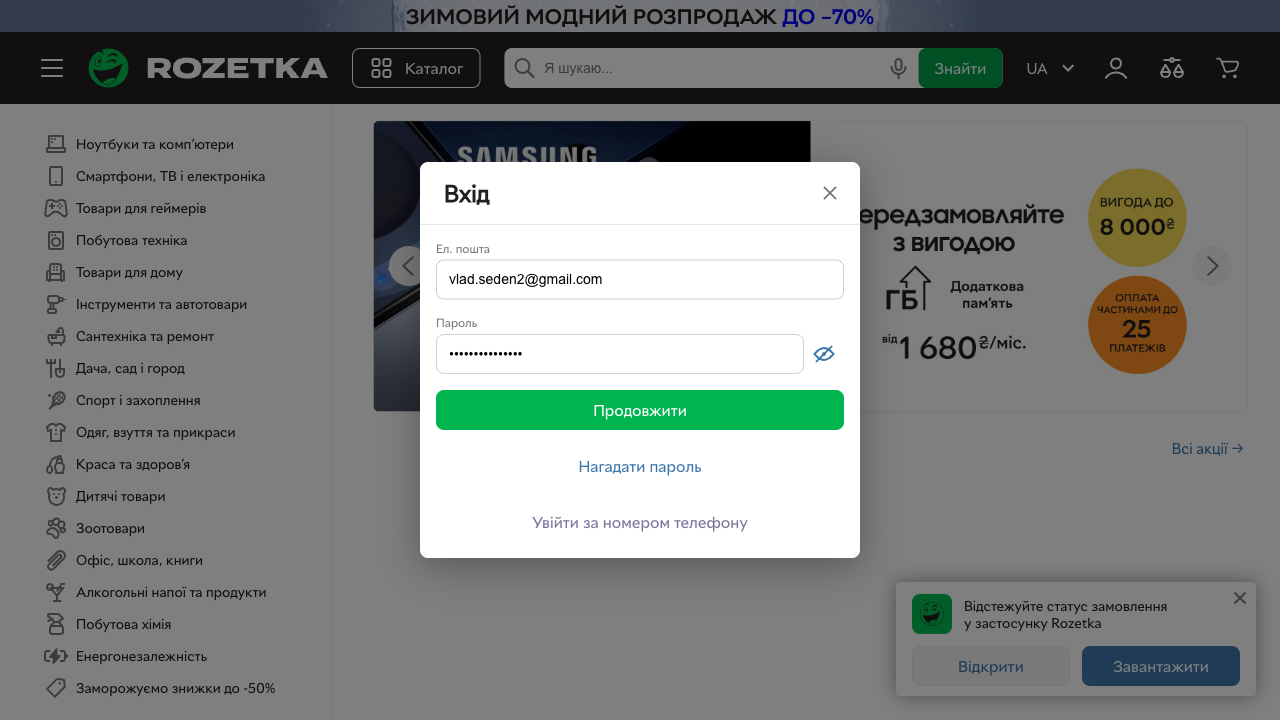 ЗИМОВИЙ МОДНИЙ РОЗПРОДАЖ ДО –70%
ROZETKA
Каталог
Я шукаю...
Знайти
UA
Ноутбуки та комп’ютери
Смартфони, ТВ і електроніка
Товари для геймерів
Побутова техніка
Товари для дому
Інструменти та автотовари
Сантехніка та ремонт
Дача, сад і город
Спорт і захоплення
Одяг, взуття та прикраси
Краса та здоров’я
Дитячі товари
Зоотовари
Офіс, школа, книги
Алкогольні напої та продукти
Побутова хімія
Енергонезалежність
Заморожуємо знижки до -50%
SAMSUNG
ередзамовляйте
з вигодою
ГБ
Додаткова
пам'ять
від 1 680₴/міс.
ВИГОДА ДО
8 000₴
ОПЛАТА
ЧАСТИНАМИ ДО
25
ПЛАТЕЖІВ
Всі акції →
Вхід
Ел. пошта
vlad.seden2@gmail.com
Пароль
•••••••••••••••
Продовжити
Нагадати пароль
Увійти за номером телефону
Відстежуйте статус замовлення
у застосунку Rozetka
Відкрити
Завантажити